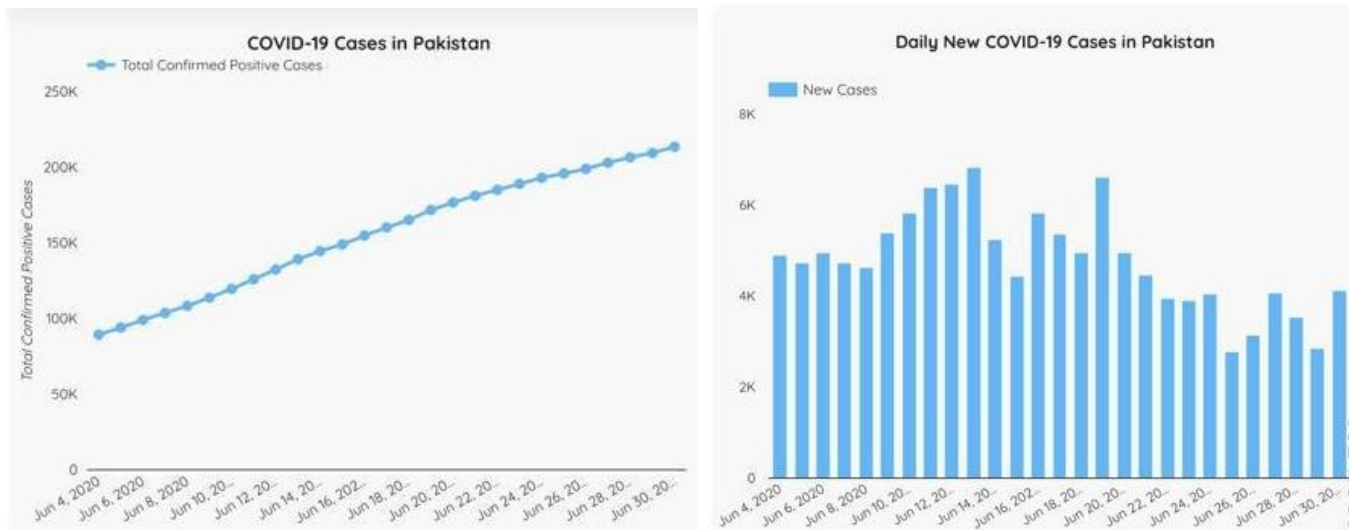 COVID-19 Cases in Pakistan
Total Confirmed Positive Cases
250K
200K
150K
100K
50K
0
Total Confirmed Positive Cases
Jun 4, 2020
Jun 6, 2020
Jun 8, 2020
Jun 10, 20...
Jun 12, 20...
Jun 14, 20...
Jun 16, 202...
Jun 18, 20...
Jun 20, 20...
Jun 22, 20...
Jun 24, 20...
Jun 26, 20...
Jun 28, 20...
Jun 30, 20...
Daily New COVID-19 Cases in Pakistan
New Cases
8K
6K
4K
2K
0
Jun 4, 2020
Jun 6, 2020
Jun 8, 2020
Jun 10, 20...
Jun 12, 20...
Jun 14, 20...
Jun 16, 202...
Jun 18, 20...
Jun 20, 20...
Jun 22, 20...
Jun 24, 20...
Jun 26, 20...
Jun 28, 20...
Jun 30, 20...